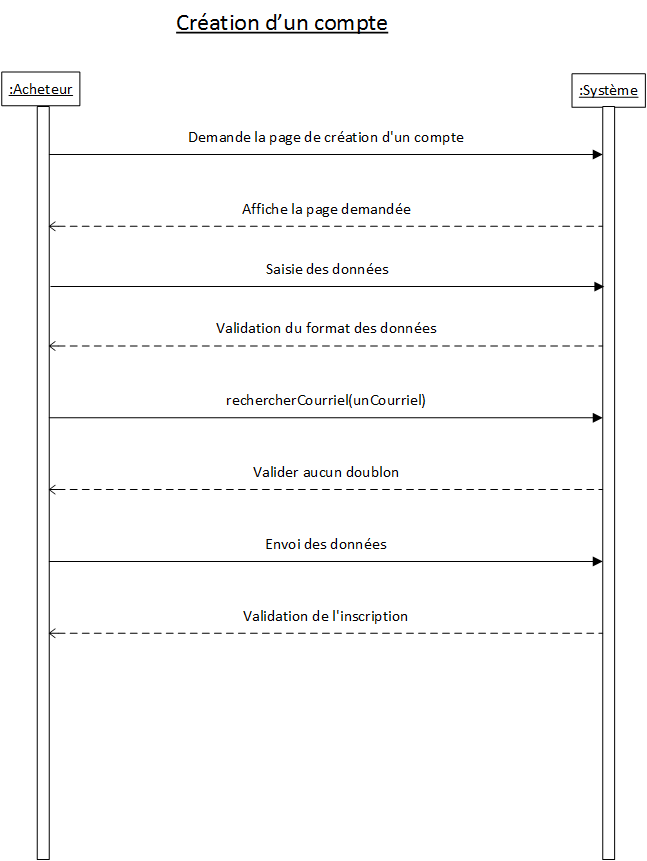 Création d’un compte
:Acheteur
:Système
Demande la page de création d'un compte
Affiche la page demandée
Saisie des données
Validation du format des données
rechercherCourriel(unCourriel)
Valider aucun doublon
Envoi des données
Validation de l'inscription